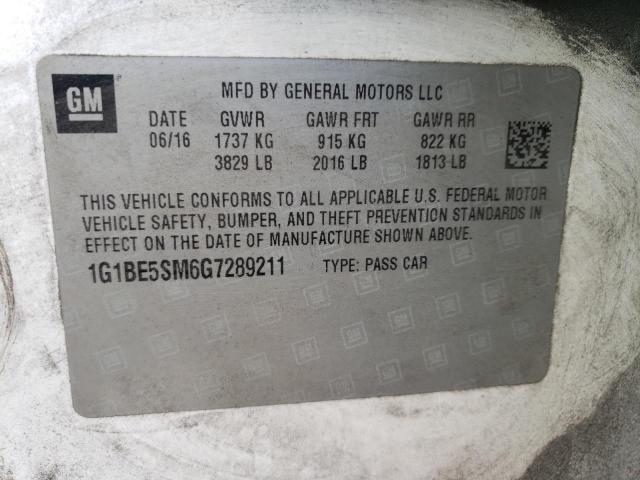 GM
MFD BY GENERAL MOTORS LLC
DATE GVWR GAWR FRT GAWR RR
06/16 1737 KG 915 KG 822 KG
3829 LB 2016 LB 1813 LB
THIS VEHICLE CONFORMS TO ALL APPLICABLE U.S. FEDERAL MOTOR
VEHICLE SAFETY, BUMPER, AND THEFT PREVENTION STANDARDS IN
EFFECT ON THE DATE OF MANUFACTURE SHOWN ABOVE.
1G1BE5SM6G7289211 TYPE: PASS CAR